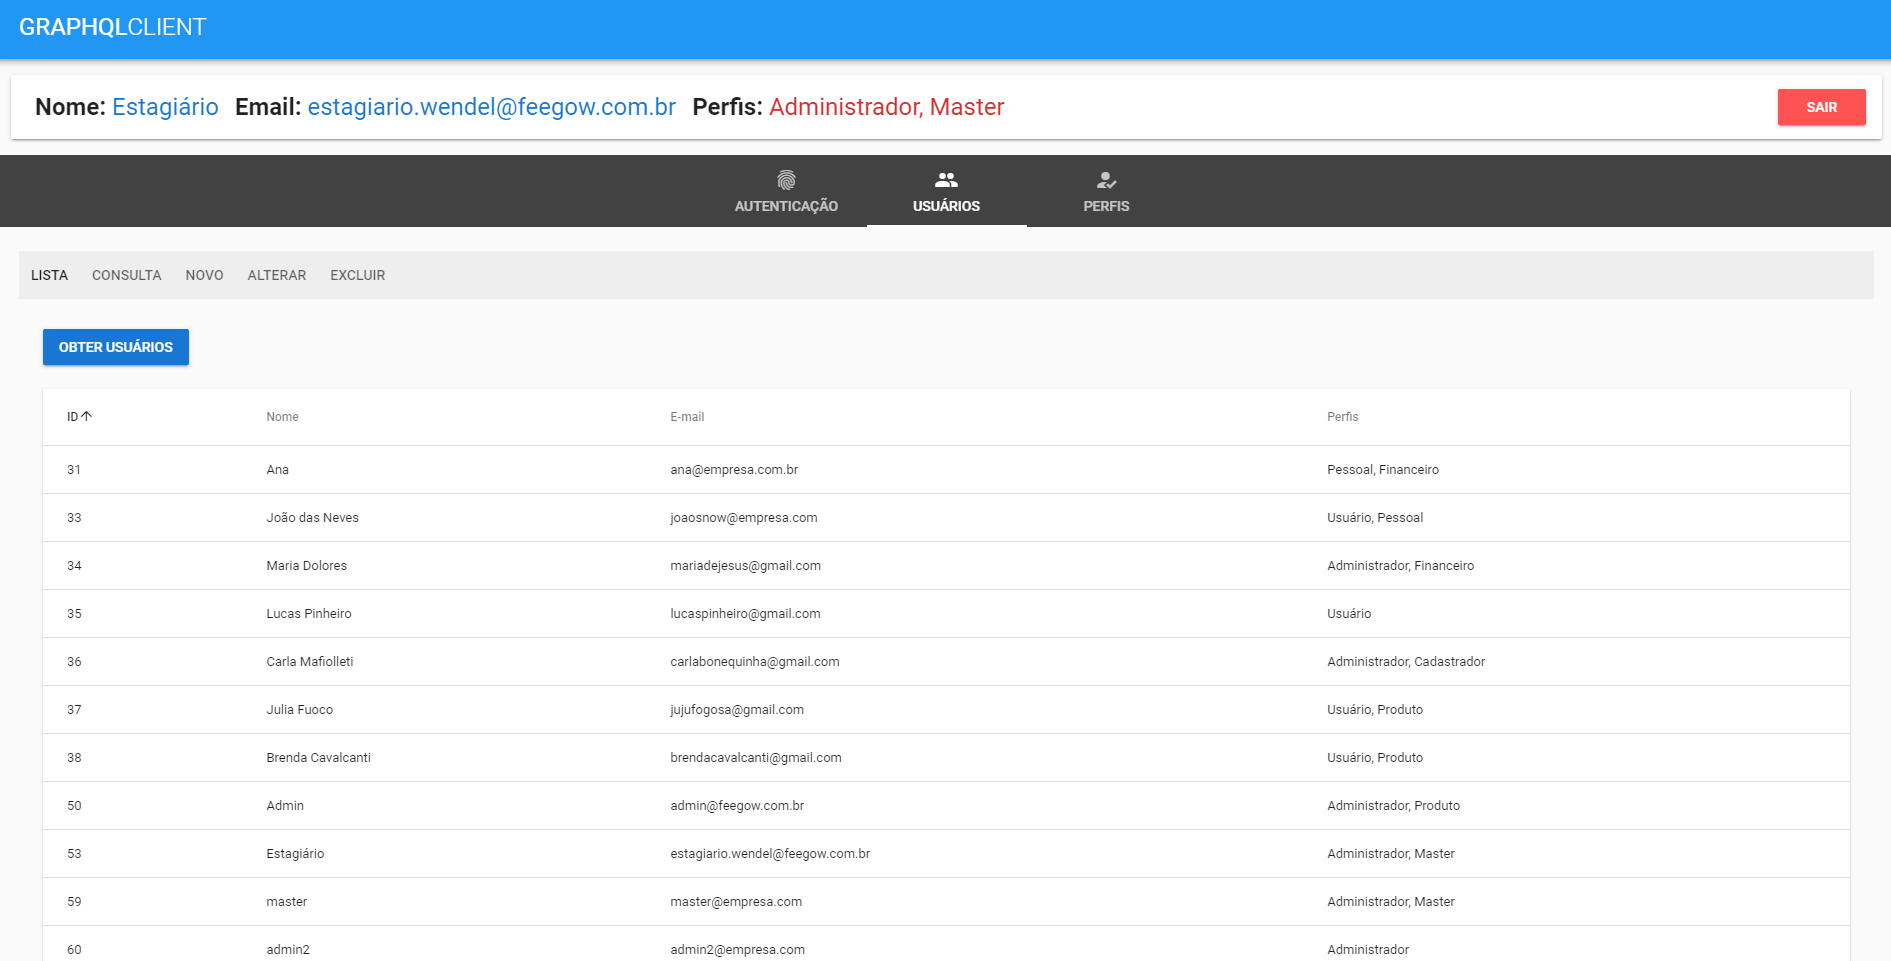 GRAPHQLCLIENT
Nome: Estagiário Email: estagiario.wendel@feegow.com.br Perfis: Administrador, Master SAIR
AUTENTICAÇÃO USUÁRIOS PERFIS
LISTA CONSULTA NOVO ALTERAR EXCLUIR
OBTER USUÁRIOS
ID Nome E-mail Perfis
31 Ana ana@empresa.com.br Pessoal, Financeiro
33 João das Neves joaosnow@empresa.com Usuário, Pessoal
34 Maria Dolores mariadejesus@gmail.com Administrador, Financeiro
35 Lucas Pinheiro lucaspinheiro@gmail.com Usuário
36 Carla Mafiolleti carlabonequinha@gmail.com Administrador, Cadastrador
37 Julia Fuoco jujufogosa@gmail.com Usuário, Produto
38 Brenda Cavalcanti brendacavalcanti@gmail.com Usuário, Produto
50 Admin admin@feegow.com.br Administrador, Produto
53 Estagiário estagiario.wendel@feegow.com.br Administrador, Master
59 master master@empresa.com Administrador, Master
60 admin2 admin2@empresa.com Administrador